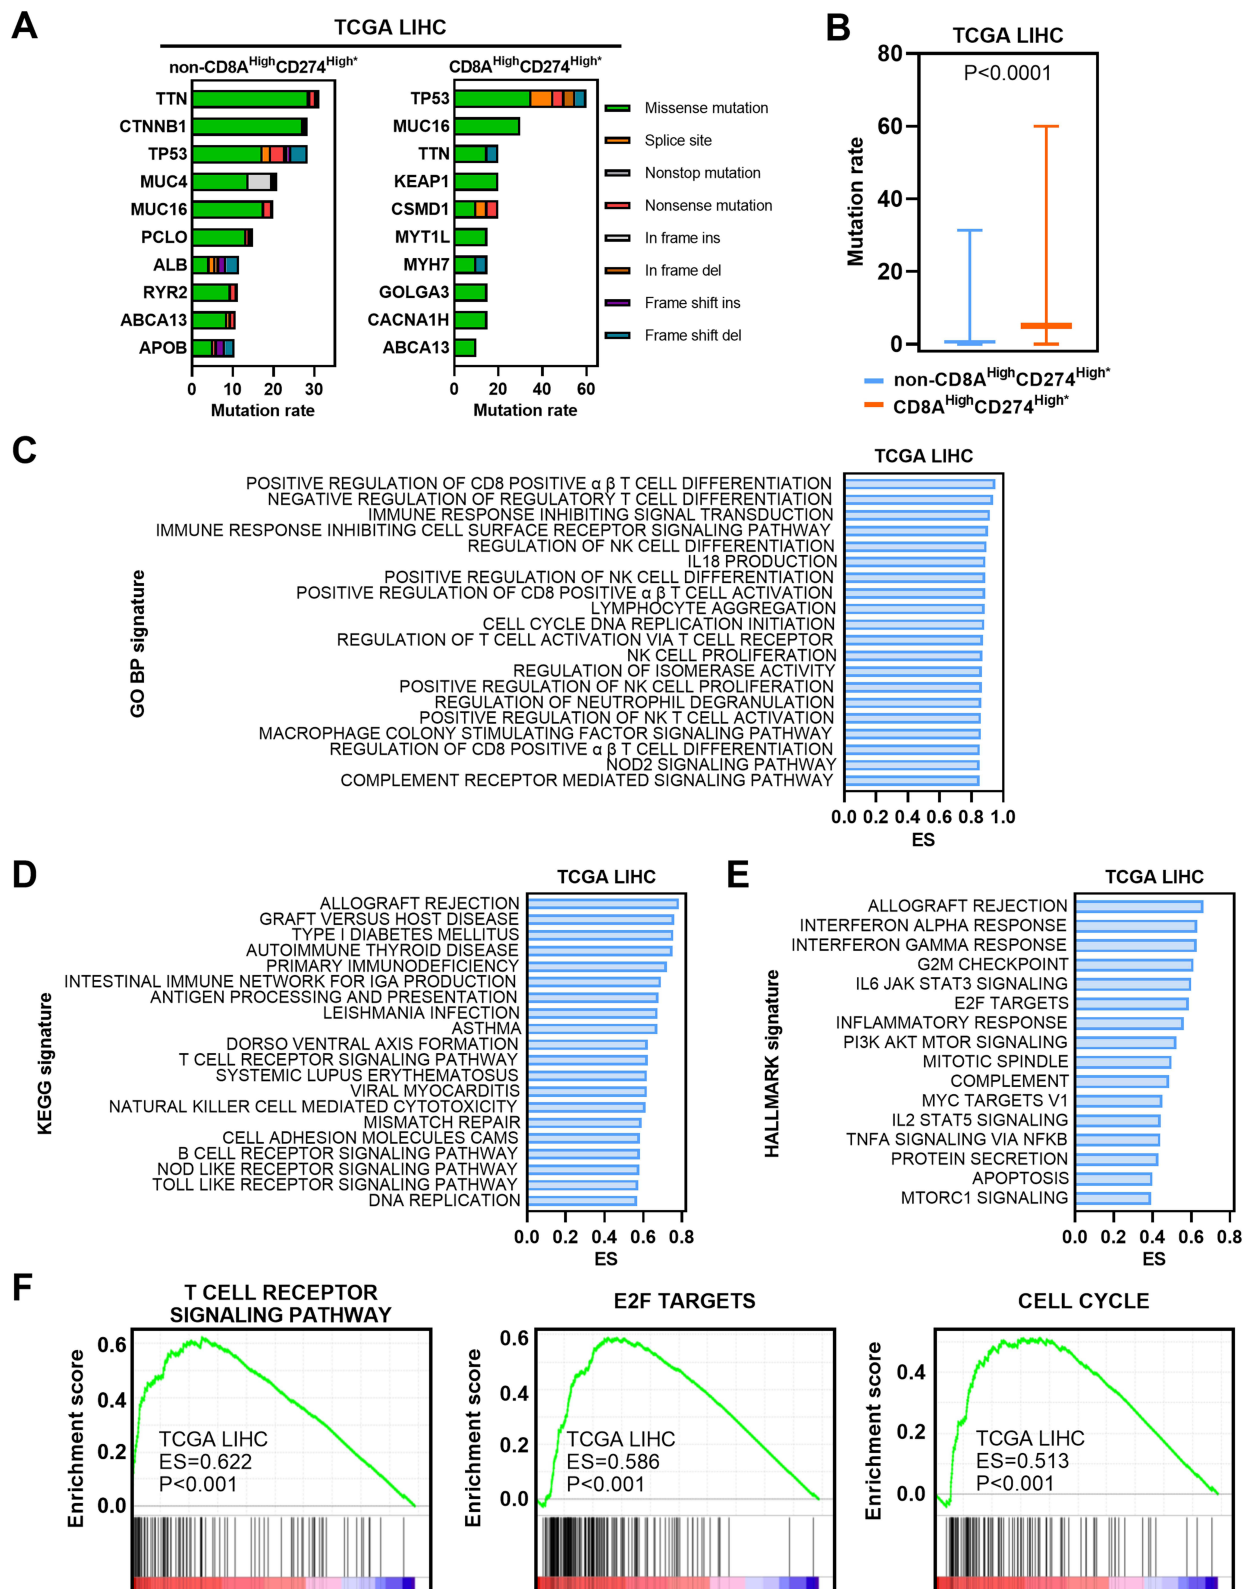 A
TCGA LIHC
non-CD8AHighCD274High*
TTN
CTNNB1
TP53
MUC4
MUC16
PCLO
ALB
RYR2
ABCA13
APOB
0 10 20 30
Mutation rate
CD8AHighCD274High*
TP53
MUC16
TTN
KEAP1
CSMD1
MYT1L
MYH7
GOLGA3
CACNA1H
ABCA13
0 20 40 60
Mutation rate
Missense mutation
Splice site
Nonstop mutation
Nonsense mutation
In frame ins
In frame del
Frame shift ins
Frame shift del
B
TCGA LIHC
P<0.0001
Mutation rate
80
60
40
20
0
non-CD8AHighCD274High*
CD8AHighCD274High*
C
TCGA LIHC
GO BP signature
POSITIVE REGULATION OF CD8 POSITIVE α β T CELL DIFFERENTIATION
NEGATIVE REGULATION OF REGULATORY T CELL DIFFERENTIATION
IMMUNE RESPONSE INHIBITING SIGNAL TRANSDUCTION
IMMUNE RESPONSE INHIBITING CELL SURFACE RECEPTOR SIGNALING PATHWAY
REGULATION OF NK CELL DIFFERENTIATION
IL18 PRODUCTION
POSITIVE REGULATION OF NK CELL DIFFERENTIATION
POSITIVE REGULATION OF CD8 POSITIVE α β T CELL ACTIVATION
LYMPHOCYTE AGGREGATION
CELL CYCLE DNA REPLICATION INITIATION
REGULATION OF T CELL ACTIVATION VIA T CELL RECEPTOR
NK CELL PROLIFERATION
REGULATION OF ISOMERASE ACTIVITY
POSITIVE REGULATION OF NK CELL PROLIFERATION
REGULATION OF NEUTROPHIL DEGRANULATION
POSITIVE REGULATION OF NK T CELL ACTIVATION
MACROPHAGE COLONY STIMULATING FACTOR SIGNALING PATHWAY
REGULATION OF CD8 POSITIVE α β T CELL DIFFERENTIATION
NOD2 SIGNALING PATHWAY
COMPLEMENT RECEPTOR MEDIATED SIGNALING PATHWAY
0.0 0.2 0.4 0.6 0.8 1.0
ES
D
TCGA LIHC
KEGG signature
ALLOGRAFT REJECTION
GRAFT VERSUS HOST DISEASE
TYPE I DIABETES MELLITUS
AUTOIMMUNE THYROID DISEASE
PRIMARY IMMUNODEFICIENCY
INTESTINAL IMMUNE NETWORK FOR IGA PRODUCTION
ANTIGEN PROCESSING AND PRESENTATION
LEISHMANIA INFECTION
ASTHMA
DORSO VENTRAL AXIS FORMATION
T CELL RECEPTOR SIGNALING PATHWAY
SYSTEMIC LUPUS ERYTHEMATOSUS
VIRAL MYOCARDITIS
NATURAL KILLER CELL MEDIATED CYTOTOXICITY
MISMATCH REPAIR
CELL ADHESION MOLECULES CAMS
B CELL RECEPTOR SIGNALING PATHWAY
NOD LIKE RECEPTOR SIGNALING PATHWAY
TOLL LIKE RECEPTOR SIGNALING PATHWAY
DNA REPLICATION
0.0 0.2 0.4 0.6 0.8
ES
E
TCGA LIHC
HALLMARK signature
ALLOGRAFT REJECTION
INTERFERON ALPHA RESPONSE
INTERFERON GAMMA RESPONSE
G2M CHECKPOINT
IL6 JAK STAT3 SIGNALING
E2F TARGETS
INFLAMMATORY RESPONSE
PI3K AKT MTOR SIGNALING
MITOTIC SPINDLE
COMPLEMENT
MYC TARGETS V1
IL2 STAT5 SIGNALING
TNFA SIGNALING VIA NFKB
PROTEIN SECRETION
APOPTOSIS
MTORC1 SIGNALING
0.0 0.2 0.4 0.6 0.8
ES
F
T CELL RECEPTOR
SIGNALING PATHWAY
Enrichment score
0.6
0.4
0.2
0.0
TCGA LIHC
ES=0.622
P<0.001
E2F TARGETS
Enrichment score
0.6
0.4
0.2
0.0
TCGA LIHC
ES=0.586
P<0.001
CELL CYCLE
Enrichment score
0.4
0.2
0.0
TCGA LIHC
ES=0.513
P<0.001